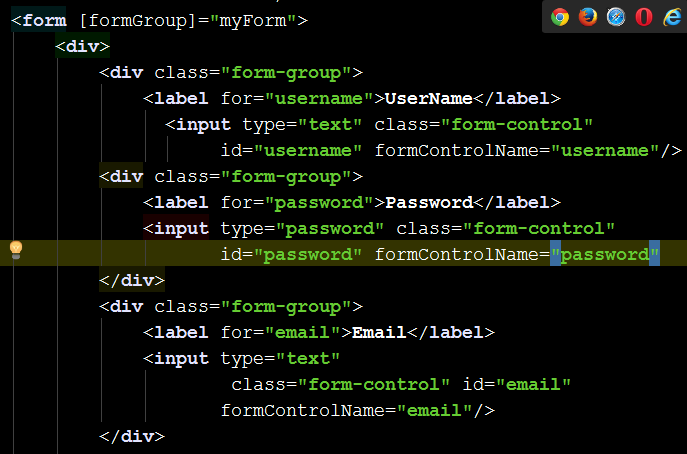 <form [formGroup]="myForm">
<div>
<div class="form-group">
<label for="username">UserName</label>
<input type="text" class="form-control"
id="username" formControlName="username"/>
<div class="form-group">
<label for="password">Password</label>
<input type="password" class="form-control"
id="password" formControlName="password"
</div>
<div class="form-group">
<label for="email">Email</label>
<input type="text"
class="form-control" id="email"
formControlName="email"/>
</div>